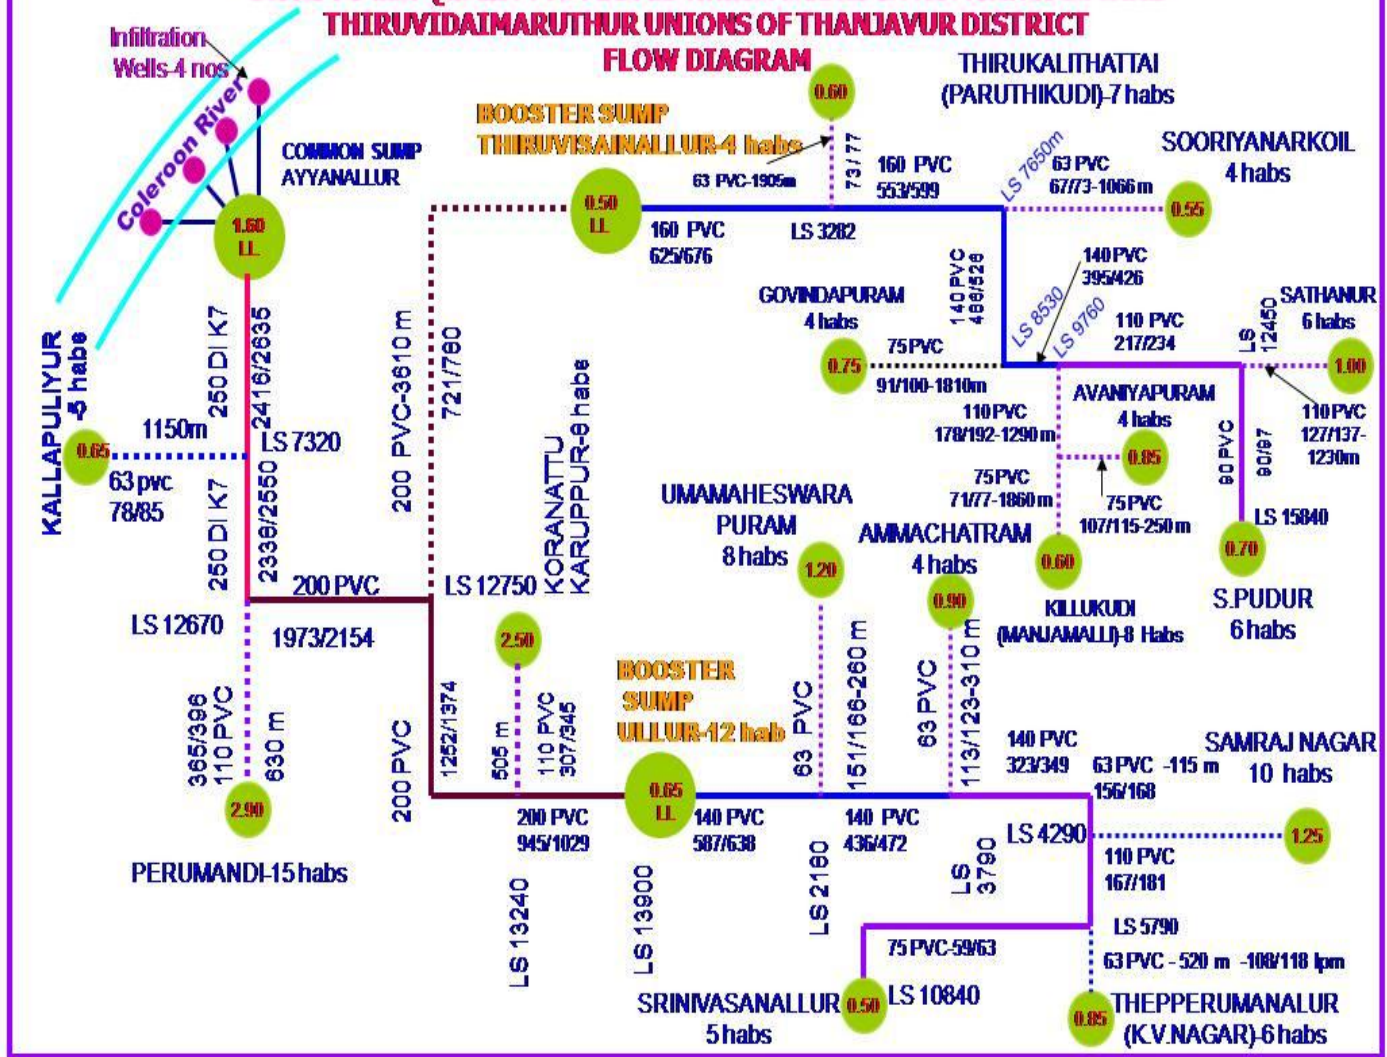 THIRUVIDAIMARUTHUR UNIONS OF THANJAVUR DISTRICT
FLOW DIAGRAM
Infiltration
Wells-4 nos
Coleroon River
COMMON SUMP
AYYANALLUR
1.60
LL
BOOSTER SUMP
THIRUVISAINALLUR-4 habs
0.50
LL
0.60
63 PVC-1905m
73 / 77
THIRUKALITHATTAI
(PARUTHIKUDI)-7 habs
160 PVC
553/599
LS 7650m
63 PVC
67/73-1066 m
SOORIYANARKOIL
4 habs
0.55
160 PVC
625/676
LS 3282
140 PVC
486/526
140 PVC
395/426
LS 8530
LS 9760
110 PVC
217/234
LS
12450
SATHANUR
6 habs
1.00
GOVINDAPURAM
4 habs
0.75
75 PVC
91/100-1810m
110 PVC
127/137-
1230m
AVANIYAPURAM
4 habs
0.85
110 PVC
178/192-1290 m
75 PVC
71/77-1860 m
75 PVC
107/115-250 m
90 PVC
90/97
LS 15840
0.70
S.PUDUR
6 habs
0.60
KILLUKUDI
(MANJAMALLI)-8 Habs
KALLAPULIYUR
-5 habs
0.65
1150m
63 pvc
78/85
250 DI K7
2416/2635
LS 7320
250 DI K7
2338/2550
200 PVC-3610 m
721/780
200 PVC
1973/2154
LS 12670
LS 12750
KORANATTU
KARUPPUR-8 habs
2.50
365/396
110 PVC
630 m
2.90
PERUMANDI-15 habs
200 PVC
1252/1374
505 m
110 PVC
307/345
BOOSTER
SUMP
ULLUR-12 hab
0.65
LL
200 PVC
945/1029
LS 13240
LS 13900
UMAMAHESWARA
PURAM
8 habs
1.20
63 PVC
151/166-260 m
AMMACHATRAM
4 habs
0.90
63 PVC
113/123-310 m
140 PVC
587/638
140 PVC
436/472
LS 2180
LS
3790
140 PVC
323/349
63 PVC -115 m
156/168
SAMRAJ NAGAR
10 habs
1.25
LS 4290
110 PVC
167/181
LS 5790
75 PVC-59/63
63 PVC - 520 m -108/118 lpm
SRINIVASANALLUR
5 habs
0.50
LS 10840
0.85
THEPPERUMANALUR
(K.V.NAGAR)-6 habs